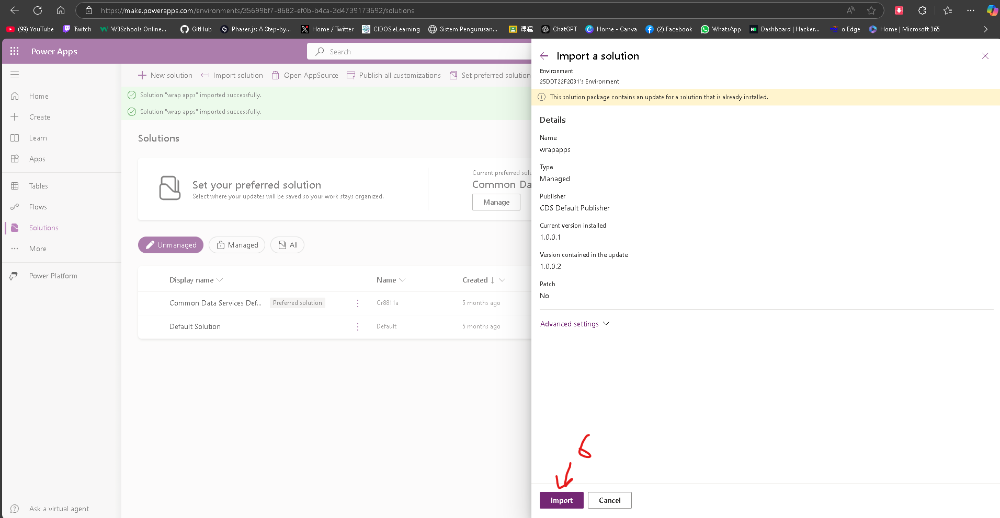 https://make.powerapps.com/environments/35699bf7-8682-ef0b-b4ca-3d4739173692/solutions
(99) YouTube
Twitch
W3Schools Online...
GitHub
Phaser.js: A Step-by...
Home / Twitter
CIDOS eLearning
Sistem Pengurusan...
课程
ChatGPT
Home - Canva
(2) Facebook
WhatsApp
Dashboard | Hacker...
α Edge
Home | Microsoft 365
Power Apps
Search
Home
Create
Learn
Apps
Tables
Flows
Solutions
More
Power Platform
Ask a virtual agent
New solution
Import solution
Open AppSource
Publish all customizations
Set preferred solution
Solution "wrap apps" imported successfully.
Solution "wrap apps" imported successfully.
Solutions
Set your preferred solution
Select where your updates will be saved so your work stays organized.
Current preferred solu
Common Da
Manage
Unmanaged
Managed
All
Display name
Name
Created
Common Data Services Def...
Preferred solution
Cr8811a
5 months ago
Default Solution
Default
5 months ago
Import a solution
Environment
25DDT22F2031's Environment
This solution package contains an update for a solution that is already installed.
Details
Name
wrapapps
Type
Managed
Publisher
CDS Default Publisher
Current version installed
1.0.0.1
Version contained in the update
1.0.0.2
Patch
No
Advanced settings
6
Import
Cancel